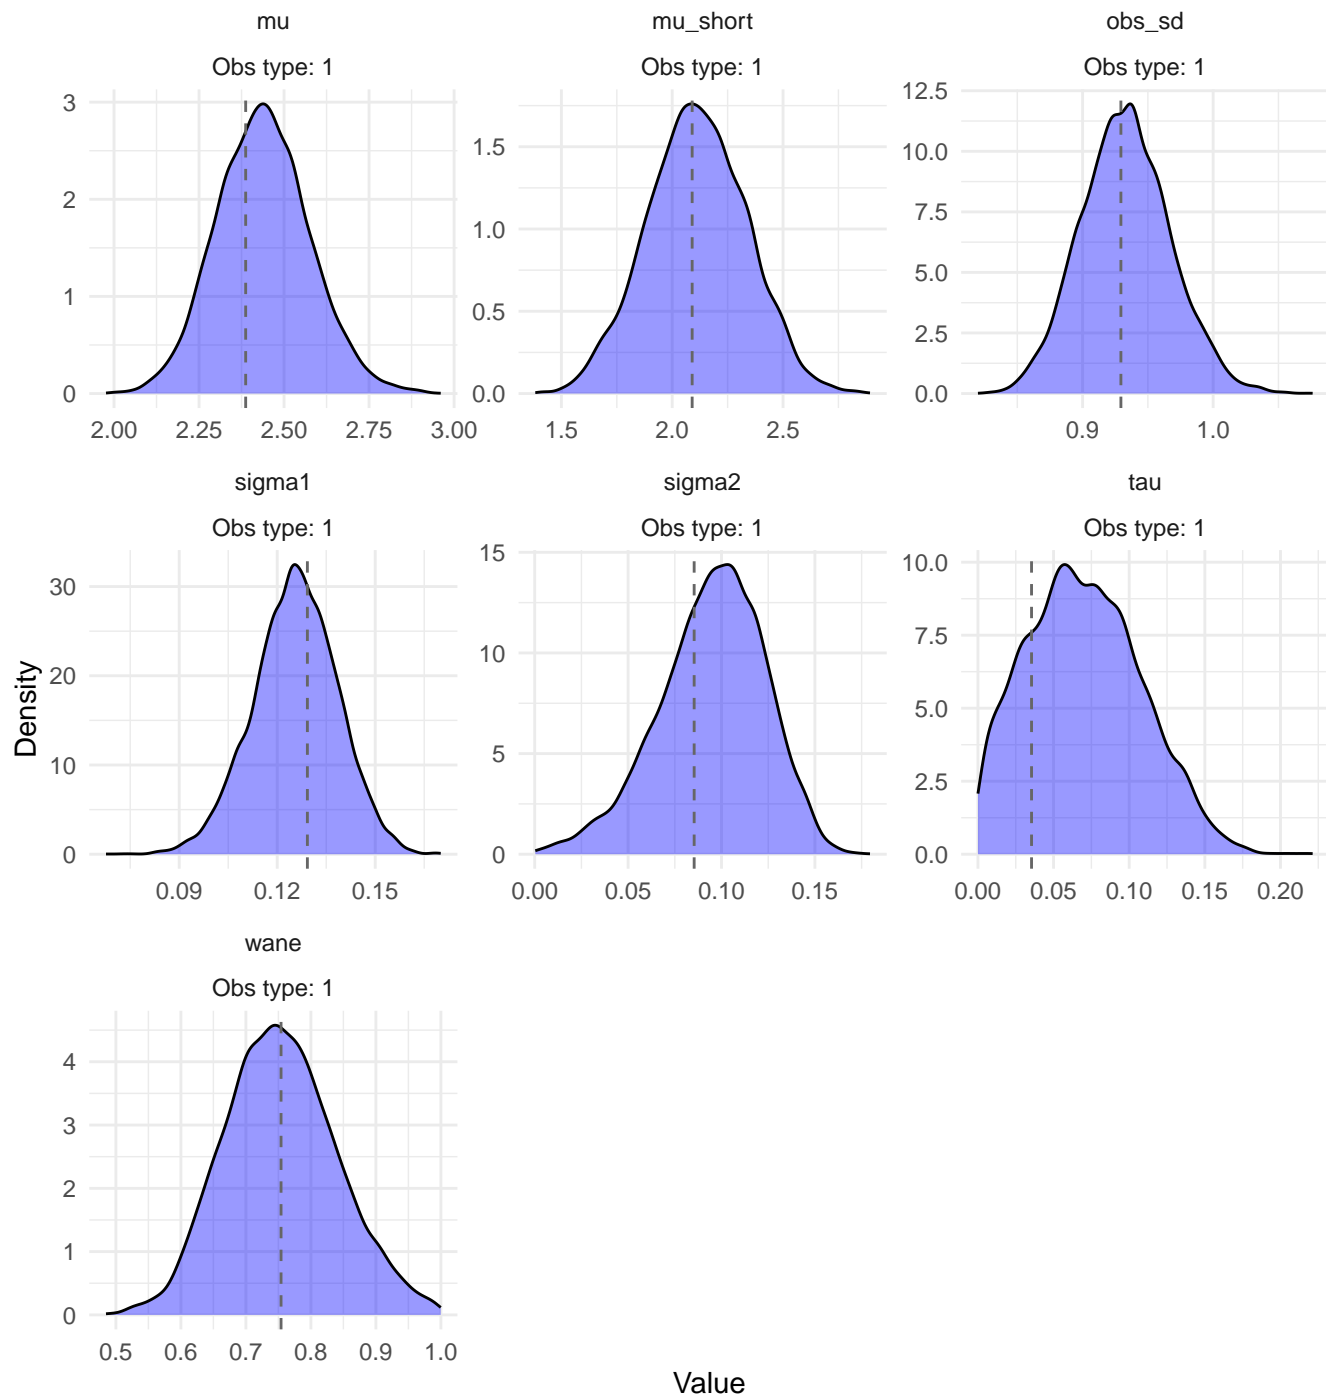 mu
Obs type: 1
3
2
1
0
2.00 2.25 2.50 2.75 3.00
mu_short
Obs type: 1
1.5
1.0
0.5
0.0
1.5 2.0 2.5
obs_sd
Obs type: 1
12.5
10.0
7.5
5.0
2.5
0.0
0.9 1.0
Density
sigma1
Obs type: 1
30
20
10
0
0.09 0.12 0.15
sigma2
Obs type: 1
15
10
5
0
0.00 0.05 0.10 0.15
tau
Obs type: 1
10.0
7.5
5.0
2.5
0.0
0.00 0.05 0.10 0.15 0.20
wane
Obs type: 1
4
3
2
1
0
0.5 0.6 0.7 0.8 0.9 1.0
Value